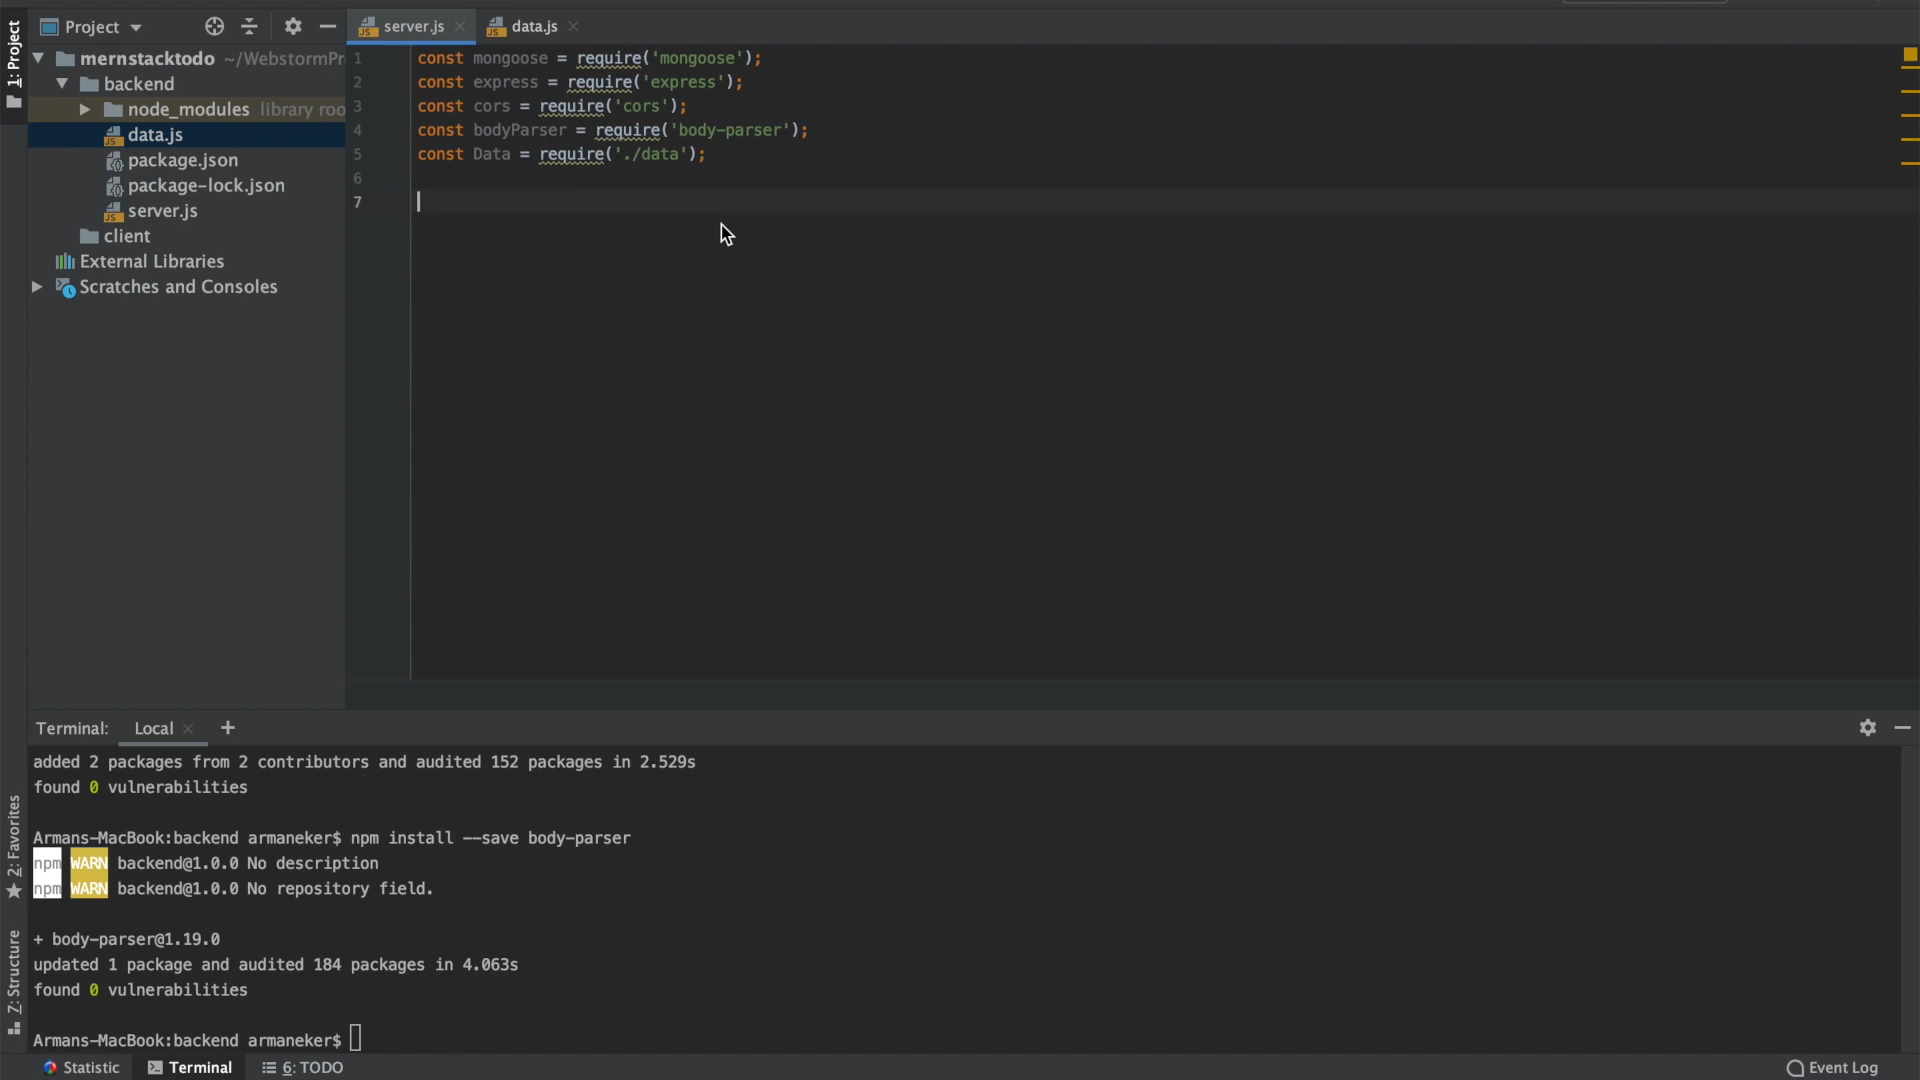 Project
server.js
data.js
1: Project
mernstacktodo ~/WebstormPr
backend
node_modules library roo
data.js
package.json
package-lock.json
server.js
client
External Libraries
Scratches and Consoles
1 const mongoose = require('mongoose');
2 const express = require('express');
3 const cors = require('cors');
4 const bodyParser = require('body-parser');
5 const Data = require('./data');
6
7
Terminal: Local +
added 2 packages from 2 contributors and audited 152 packages in 2.529s
found 0 vulnerabilities
Armans-MacBook:backend armaneker$ npm install --save body-parser
npm WARN backend@1.0.0 No description
npm WARN backend@1.0.0 No repository field.
+ body-parser@1.19.0
updated 1 package and audited 184 packages in 4.063s
found 0 vulnerabilities
Armans-MacBook:backend armaneker$
2: Favorites
Z: Structure
Statistic
Terminal
6: TODO
Event Log